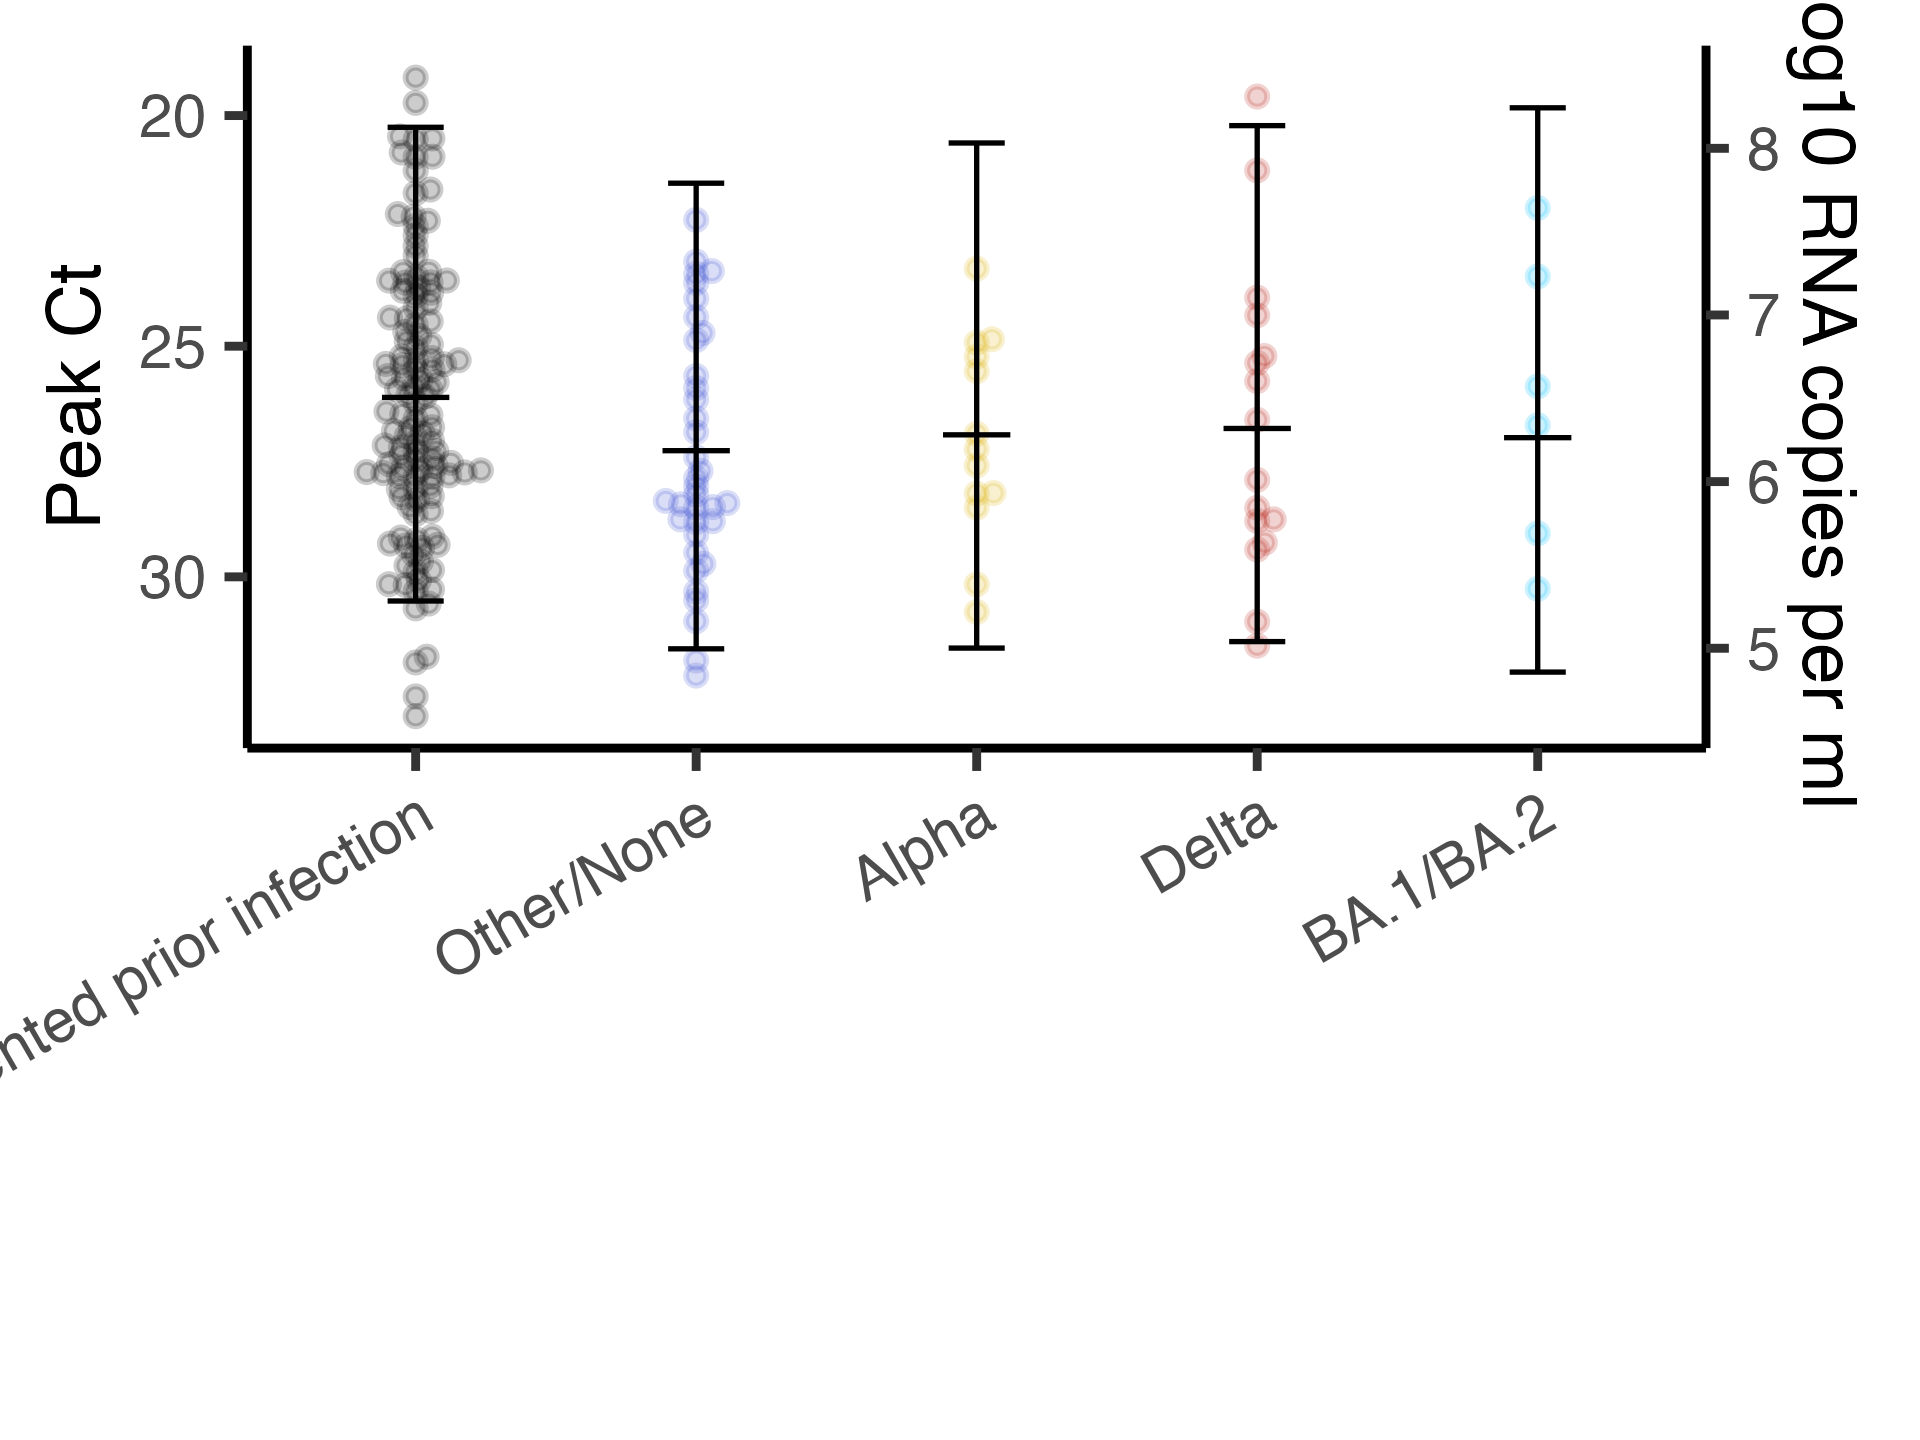 Peak Ct
20
25
30
8
7
6
5
og10 RNA copies per ml
prior infection
Other/None
Alpha
Delta
BA.1/BA.2